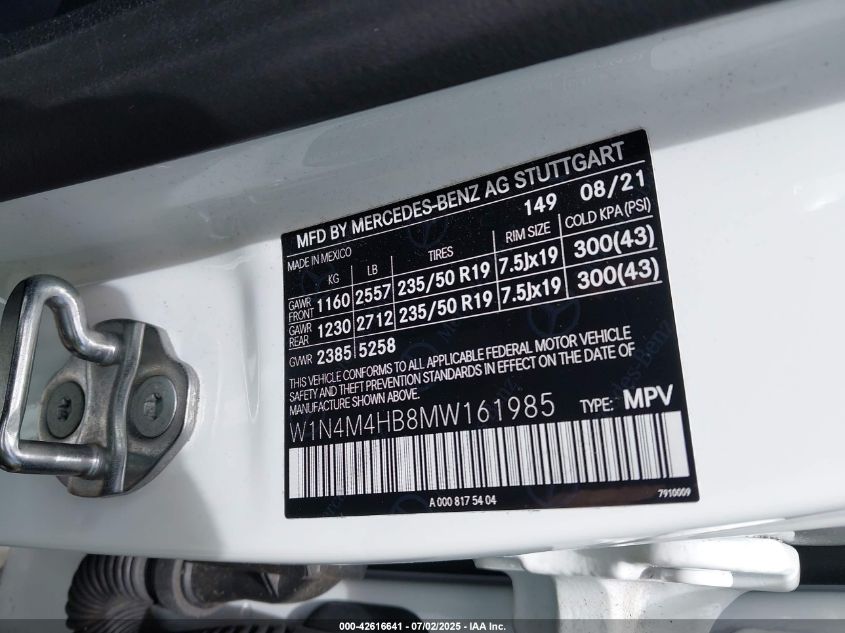 MFD BY MERCEDES-BENZ AG STUTTGART
MADE IN MEXICO 149 08/21
KG LB TIRES RIM SIZE COLD KPA (PSI)
GAWR FRONT 1160 2557 235/50 R19 7.5Jx19 300(43)
GAWR REAR 1230 2712 235/50 R19 7.5Jx19 300(43)
GVWR 2385 5258
THIS VEHICLE CONFORMS TO ALL APPLICABLE FEDERAL MOTOR VEHICLE
SAFETY AND THEFT PREVENTION STANDARDS IN EFFECT ON THE DATE OF
MANUFACTURE SHOWN ABOVE.
W1N4M4HB8MW161985 TYPE: MPV
A 000 817 54 04 7910009
000-42616641 - 07/02/2025 - IAA Inc.